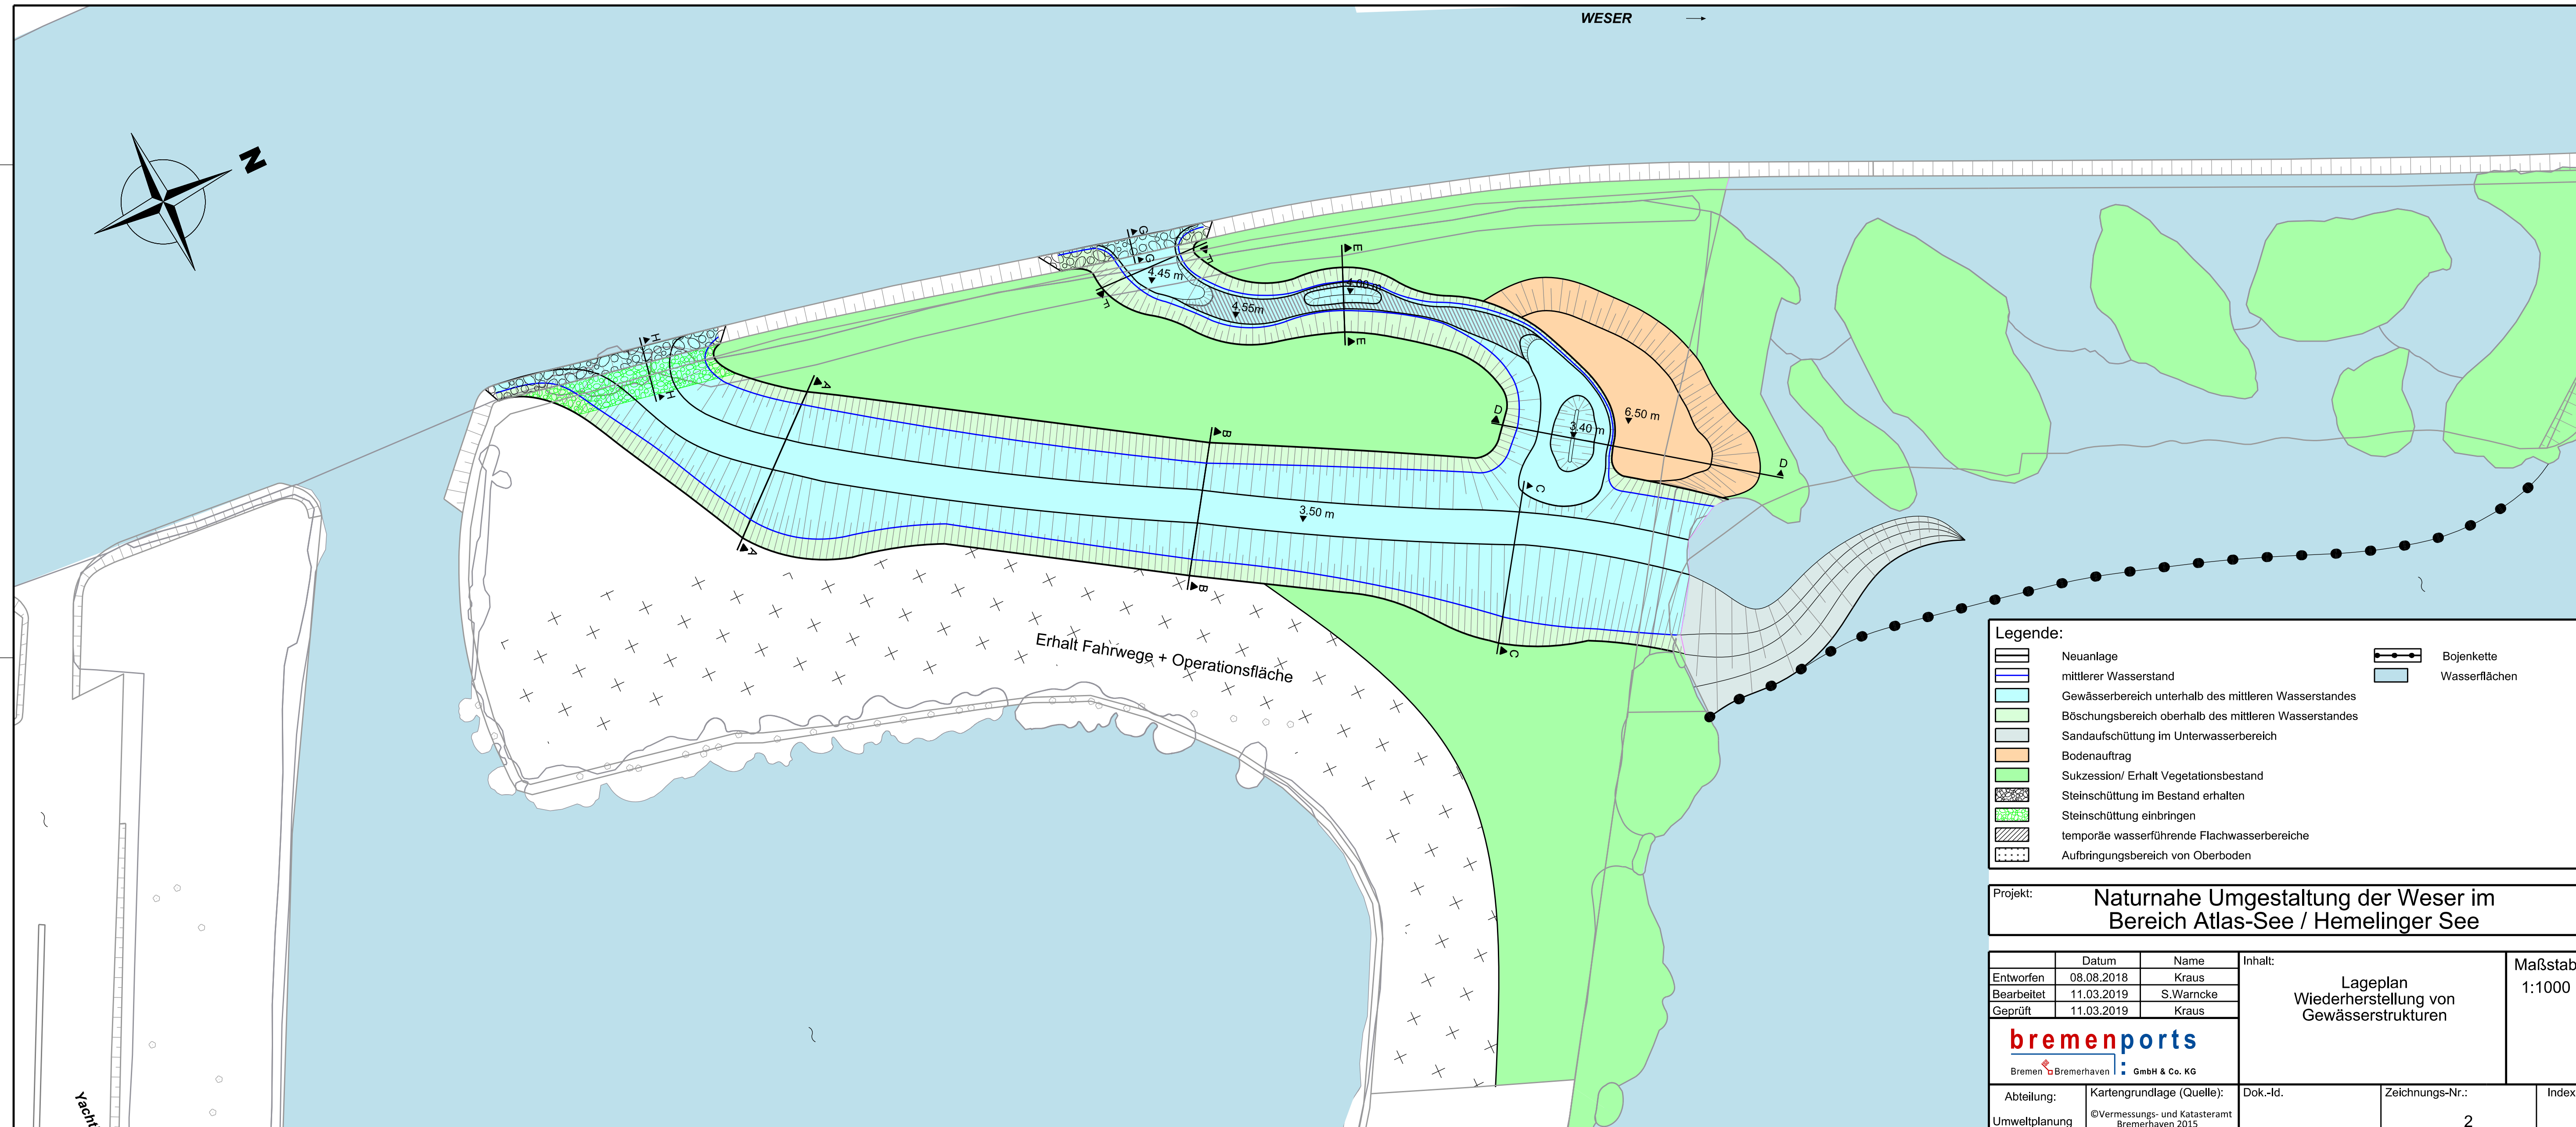 WESER
N
G
G
F
F
E
E
4.45 m
4.55m
H
H
A
A
B
B
C
C
D
D
6.50 m
3.40 m
3.50 m
Erhalt Fahrwege + Operationsfläche
Legende:
Neuanlage
mittlerer Wasserstand
Gewässerbereich unterhalb des mittleren Wasserstandes
Böschungsbereich oberhalb des mittleren Wasserstandes
Sandaufschüttung im Unterwasserbereich
Bodenauftrag
Sukzession/ Erhalt Vegetationsbestand
Steinschüttung im Bestand erhalten
Steinschüttung einbringen
temporäe wasserführende Flachwasserbereiche
Aufbringungsbereich von Oberboden
Bojenkette
Wasserflächen
Projekt:
Naturnahe Umgestaltung der Weser im
Bereich Atlas-See / Hemelinger See
Datum Name
Entworfen 08.08.2018 Kraus
Bearbeitet 11.03.2019 S.Warncke
Geprüft 11.03.2019 Kraus
Inhalt:
Lageplan
Wiederherstellung von
Gewässerstrukturen
Maßstab
1:1000
bremenports
Bremen Bremerhaven GmbH & Co. KG
Abteilung:
Umweltplanung
Kartengrundlage (Quelle):
©Vermessungs- und Katasteramt
Bremerhaven 2015
Dok.-Id.
Zeichnungs-Nr.:
2
Index